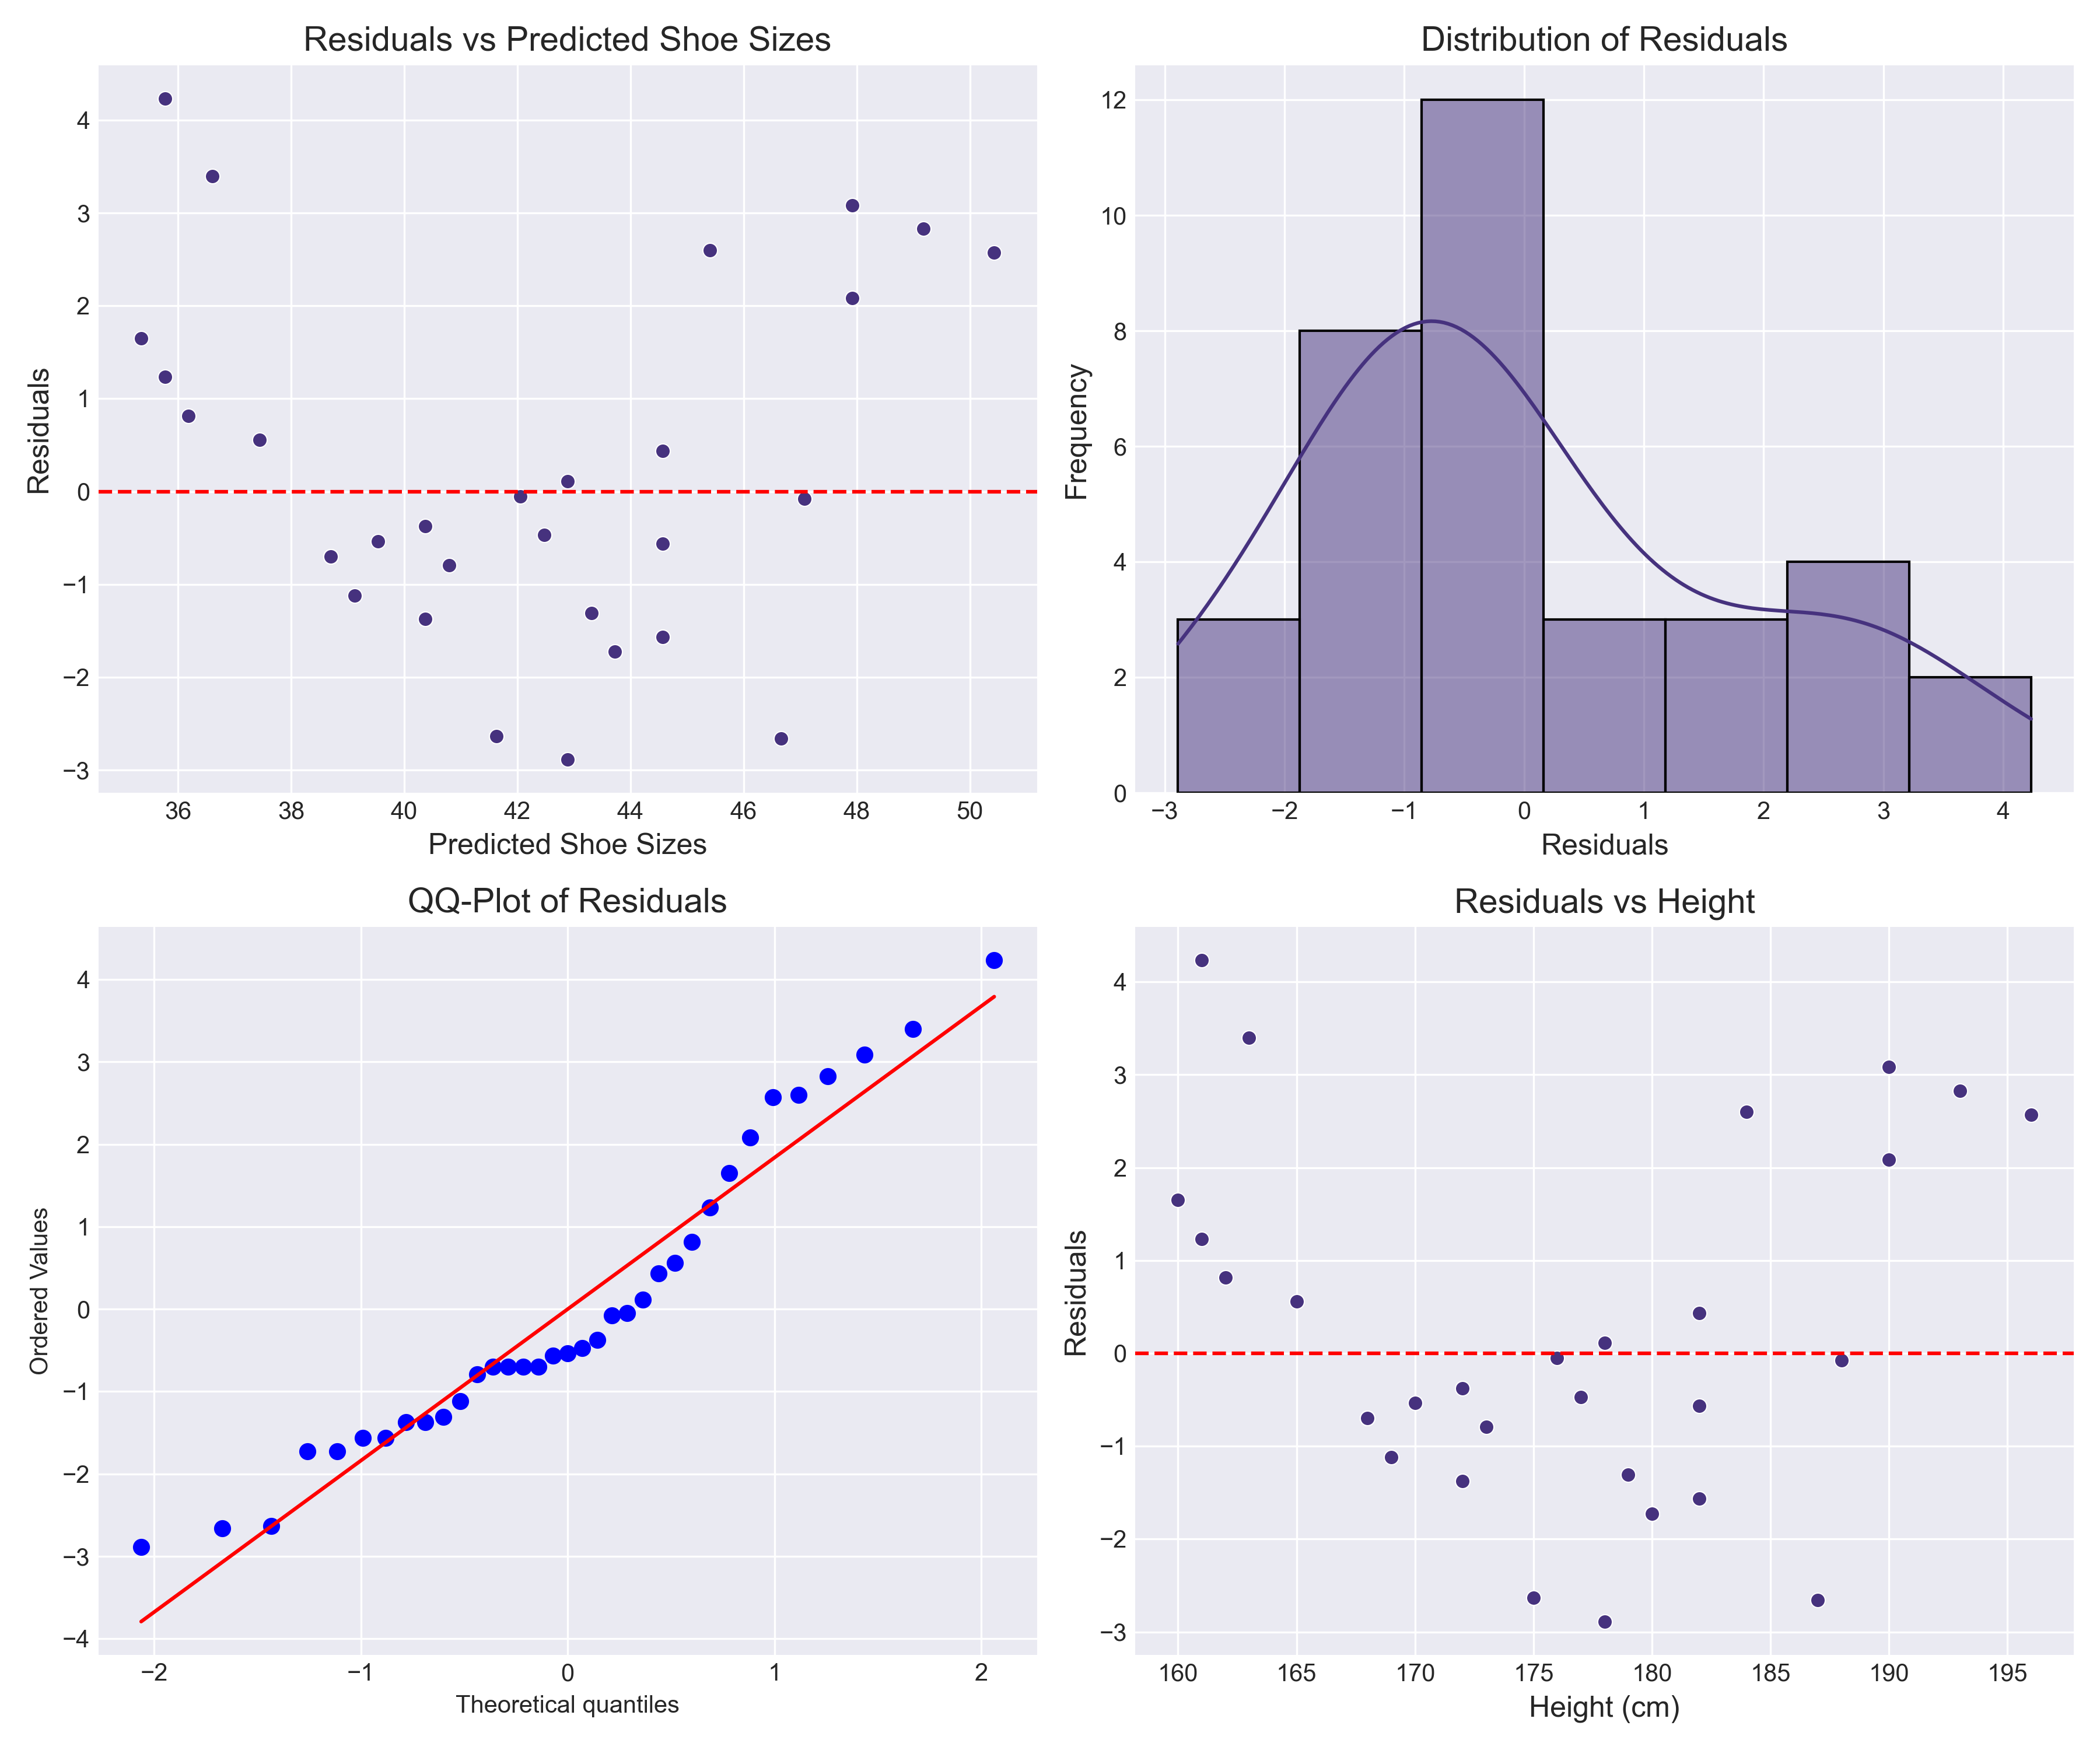 Residuals vs Predicted Shoe Sizes
4
3
2
1
0
−1
−2
−3
Residuals
36 38 40 42 44 46 48 50
Predicted Shoe Sizes
Distribution of Residuals
12
10
8
6
4
2
0
Frequency
−3 −2 −1 0 1 2 3 4
Residuals
QQ-Plot of Residuals
4
3
2
1
0
−1
−2
−3
−4
Ordered Values
−2 −1 0 1 2
Theoretical quantiles
Residuals vs Height
4
3
2
1
0
−1
−2
−3
Residuals
160 165 170 175 180 185 190 195
Height (cm)